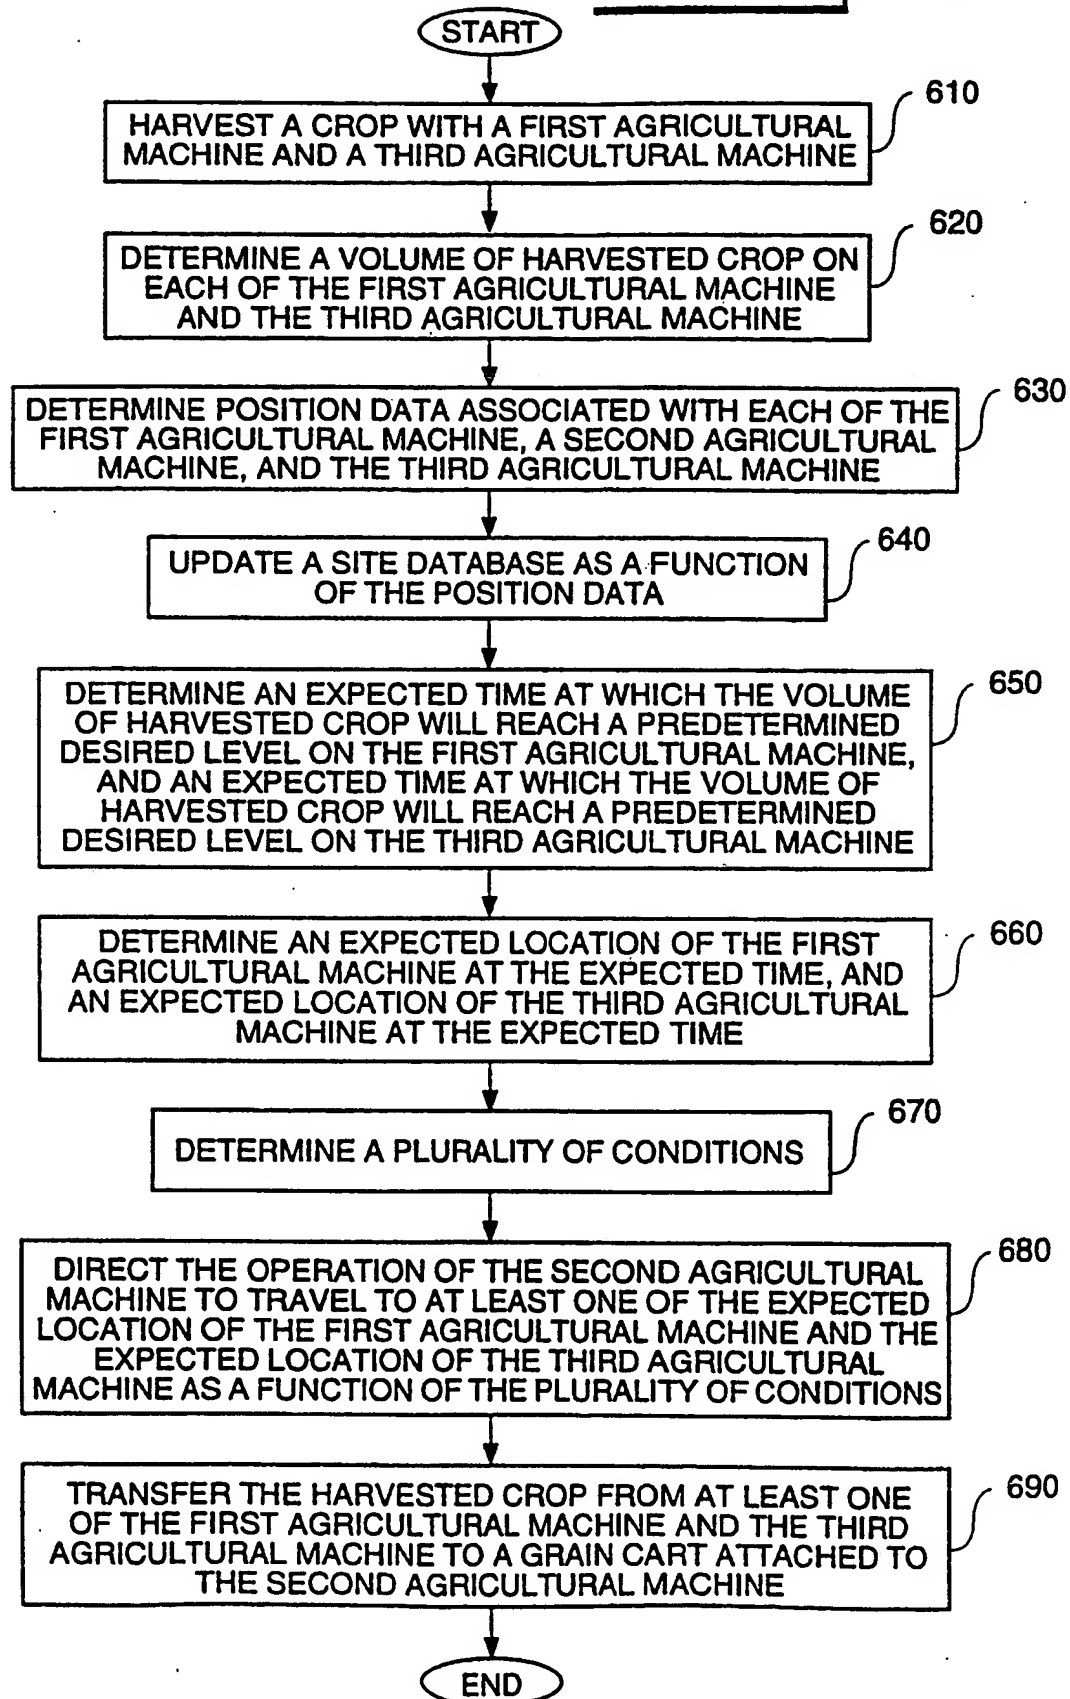 START
610
HARVEST A CROP WITH A FIRST AGRICULTURAL
MACHINE AND A THIRD AGRICULTURAL MACHINE
620
DETERMINE A VOLUME OF HARVESTED CROP ON
EACH OF THE FIRST AGRICULTURAL MACHINE
AND THE THIRD AGRICULTURAL MACHINE
630
DETERMINE POSITION DATA ASSOCIATED WITH EACH OF THE
FIRST AGRICULTURAL MACHINE, A SECOND AGRICULTURAL
MACHINE, AND THE THIRD AGRICULTURAL MACHINE
640
UPDATE A SITE DATABASE AS A FUNCTION
OF THE POSITION DATA
650
DETERMINE AN EXPECTED TIME AT WHICH THE VOLUME
OF HARVESTED CROP WILL REACH A PREDETERMINED
DESIRED LEVEL ON THE FIRST AGRICULTURAL MACHINE,
AND AN EXPECTED TIME AT WHICH THE VOLUME OF
HARVESTED CROP WILL REACH A PREDETERMINED
DESIRED LEVEL ON THE THIRD AGRICULTURAL MACHINE
660
DETERMINE AN EXPECTED LOCATION OF THE FIRST
AGRICULTURAL MACHINE AT THE EXPECTED TIME, AND
AN EXPECTED LOCATION OF THE THIRD AGRICULTURAL
MACHINE AT THE EXPECTED TIME
670
DETERMINE A PLURALITY OF CONDITIONS
680
DIRECT THE OPERATION OF THE SECOND AGRICULTURAL
MACHINE TO TRAVEL TO AT LEAST ONE OF THE EXPECTED
LOCATION OF THE FIRST AGRICULTURAL MACHINE AND THE
EXPECTED LOCATION OF THE THIRD AGRICULTURAL
MACHINE AS A FUNCTION OF THE PLURALITY OF CONDITIONS
690
TRANSFER THE HARVESTED CROP FROM AT LEAST ONE
OF THE FIRST AGRICULTURAL MACHINE AND THE THIRD
AGRICULTURAL MACHINE TO A GRAIN CART ATTACHED TO
THE SECOND AGRICULTURAL MACHINE
END